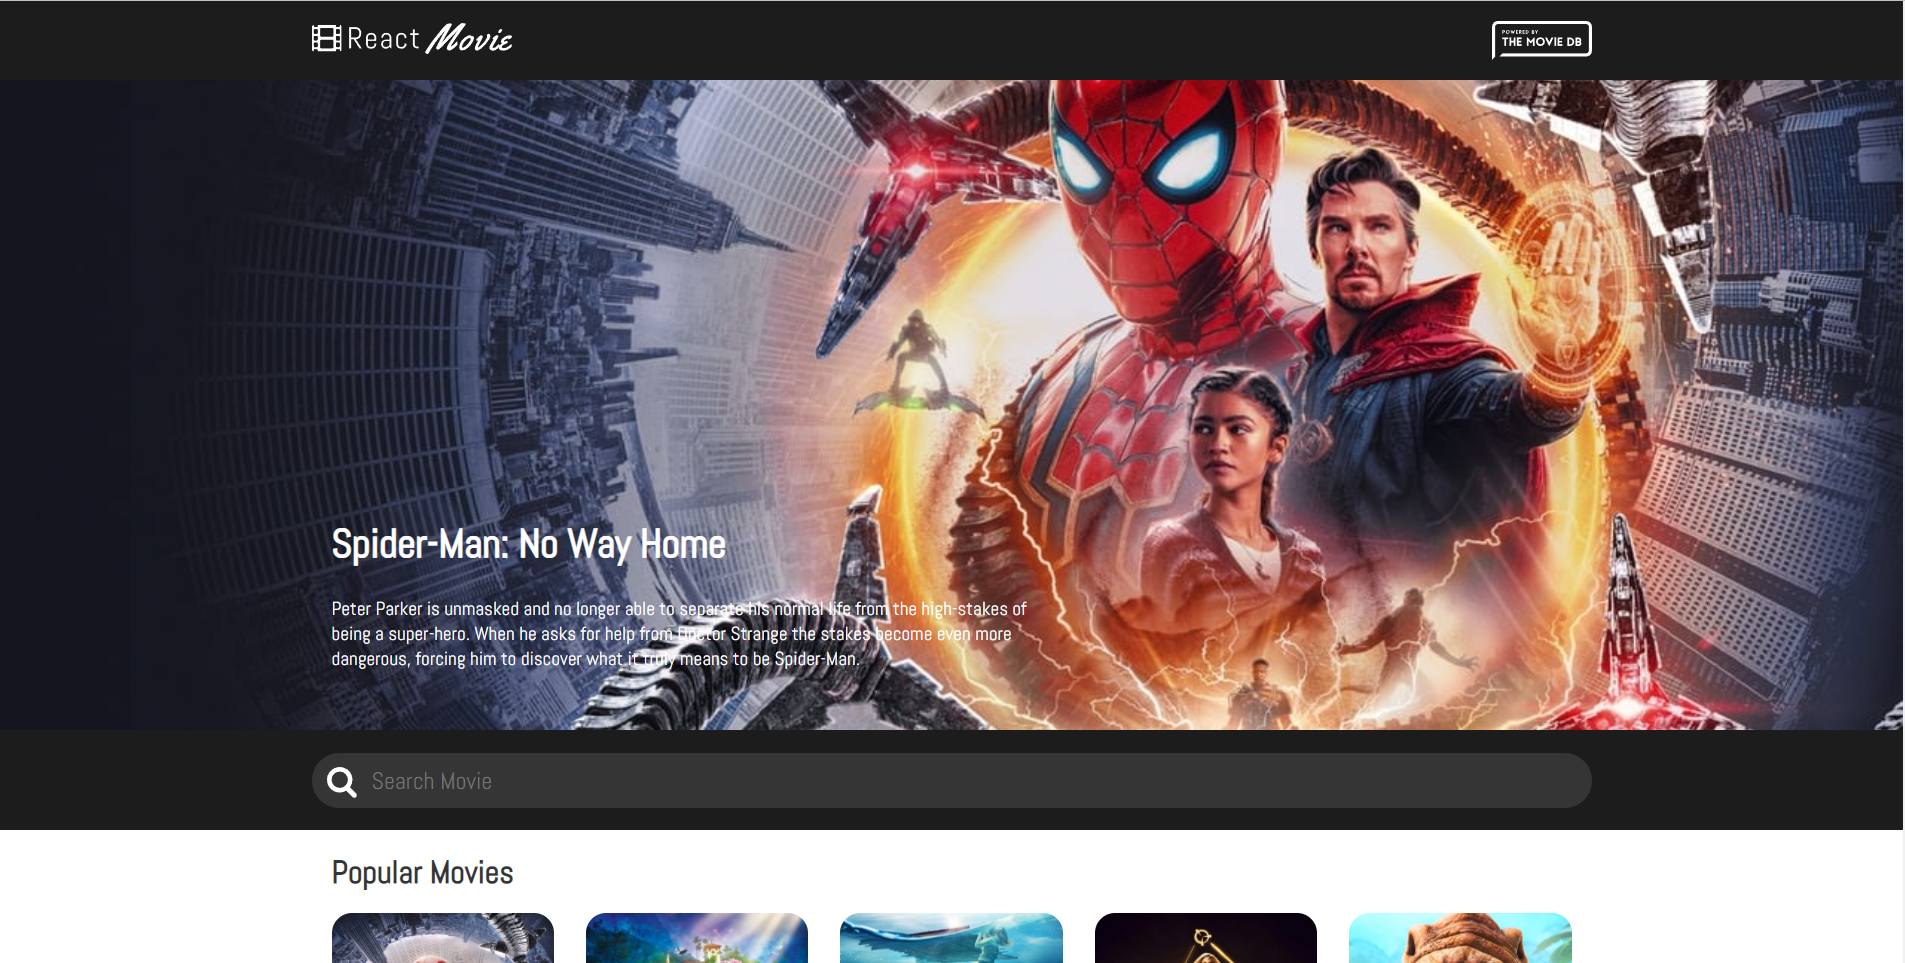 React Movie
POWERED BY
THE MOVIE DB
Spider-Man: No Way Home
Peter Parker is unmasked and no longer able to separate his normal life from the high-stakes of
being a super-hero. When he asks for help from Doctor Strange the stakes become even more
dangerous, forcing him to discover what it truly means to be Spider-Man.
Search Movie
Popular Movies